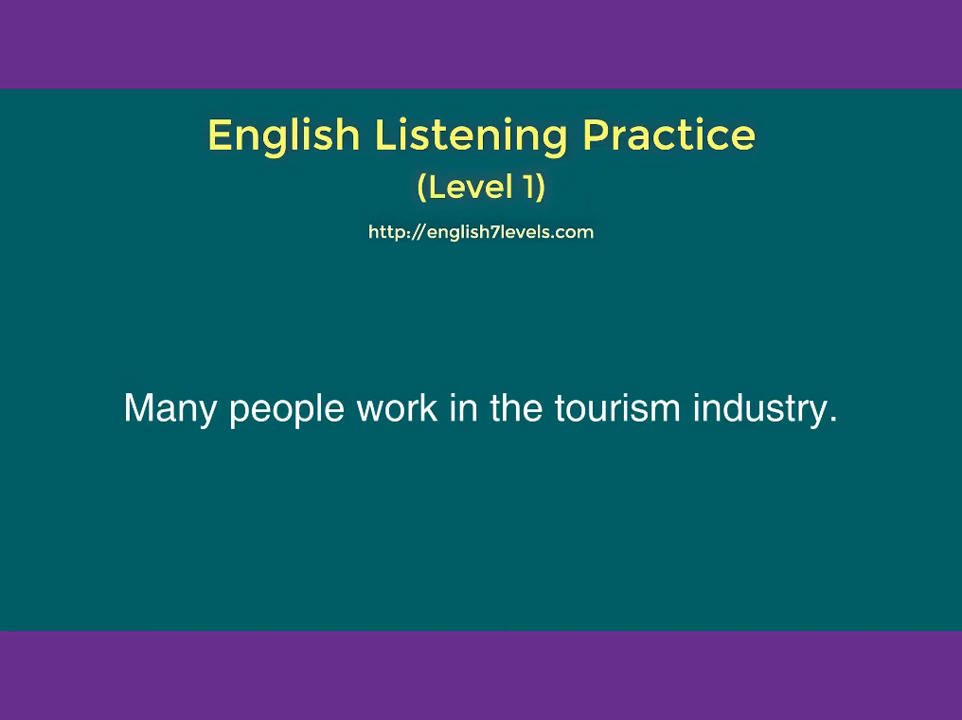 English Listening Practice
(Level 1)
http://english7levels.com
Many people work in the tourism industry.